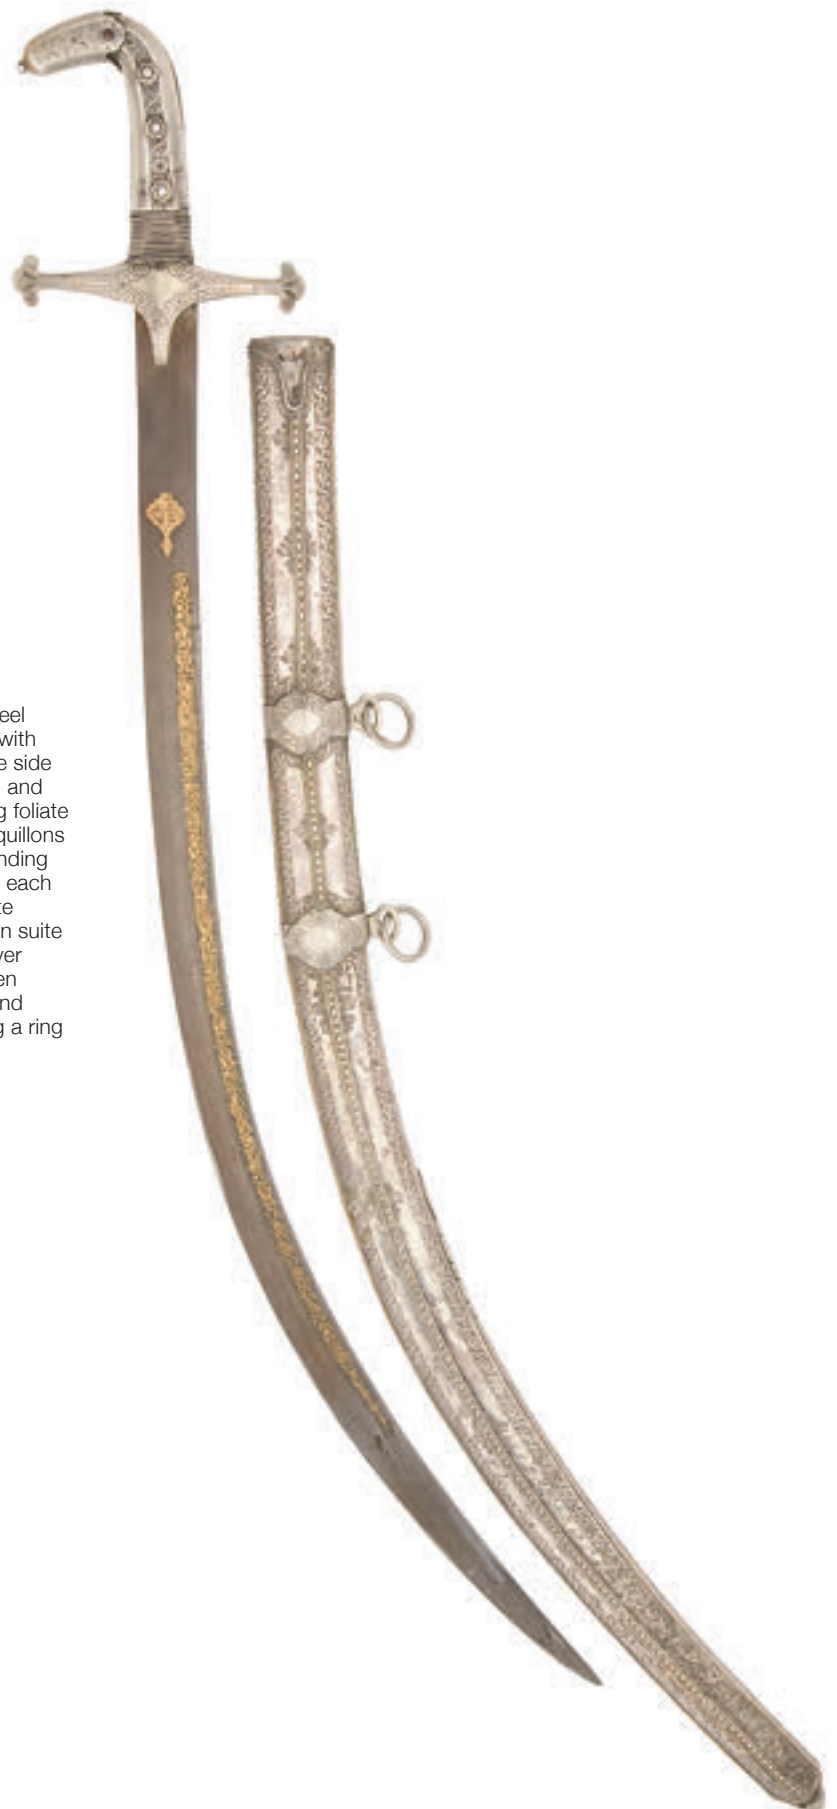 eel
with
e side
and
g foliate
quillons
nding
each
te
n suite
ver
en
nd
g a ring